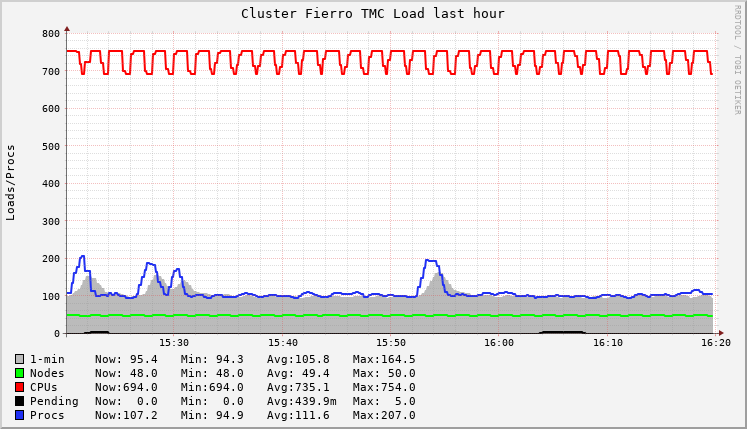 Cluster Fierro TMC Load last hour
RRDTOOL / TOBI OETIKER
Loads/Procs
800
700
600
500
400
300
200
100
0
15:30 15:40 15:50 16:00 16:10 16:20
1-min Now: 95.4 Min: 94.3 Avg:105.8 Max:164.5
Nodes Now: 48.0 Min: 48.0 Avg: 49.4 Max: 50.0
CPUs Now:694.0 Min:694.0 Avg:735.1 Max:754.0
Pending Now: 0.0 Min: 0.0 Avg:439.9m Max: 5.0
Procs Now:107.2 Min: 94.9 Avg:111.6 Max:207.0